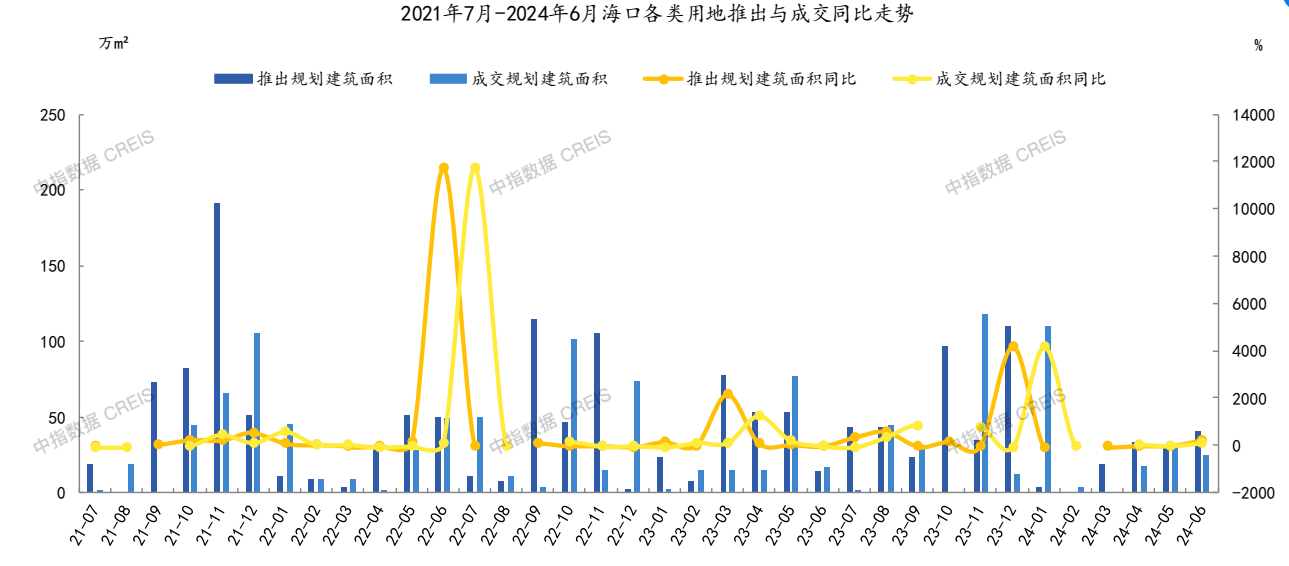 2021年7月-2024年6月海口各类用地推出与成交同比走势
万m² %
推出规划建筑面积 成交规划建筑面积 推出规划建筑面积同比 成交规划建筑面积同比
250 14000
12000
200 10000
150 8000
6000
100 4000
50 2000
0
0 -2000
中指数据 CREIS 中指数据 CREIS 中指数据 CREIS
中指数据 CREIS 中指数据 CREIS 中指数据 CREIS
21-07 21-08 21-09 21-10 21-11 21-12 22-01 22-02 22-03 22-04 22-05 22-06 22-07 22-08 22-09 22-10 22-11 22-12 23-01 23-02 23-03 23-04 23-05 23-06 23-07 23-08 23-09 23-10 23-11 23-12 24-01 24-02 24-03 24-04 24-05 24-06